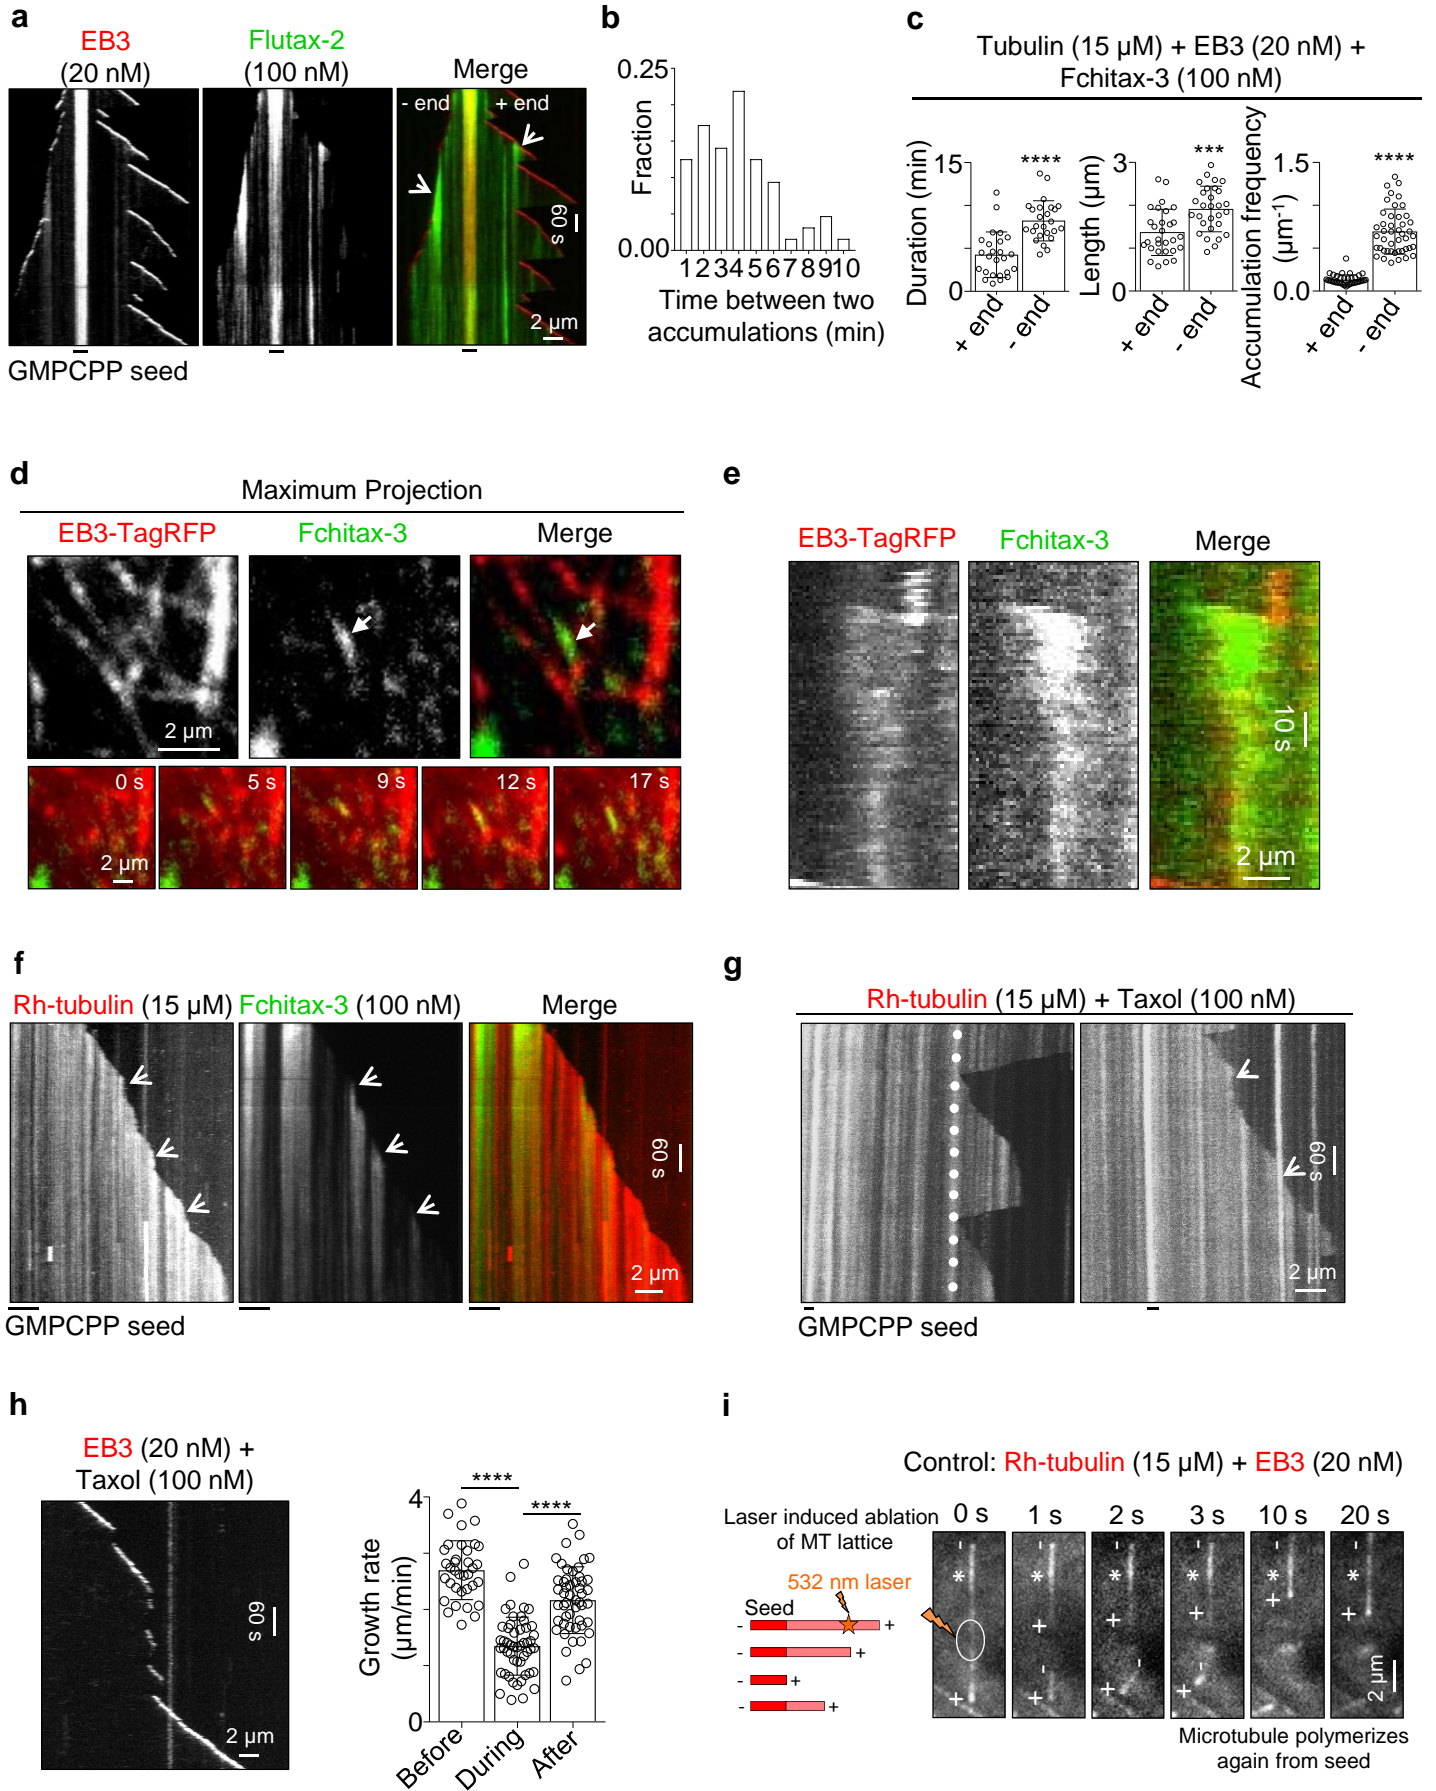 a
EB3
(20 nM)
Flutax-2
(100 nM)
Merge
- end
+ end
60 s
2 µm
GMPCPP seed
b
0.25
Fraction
0.00
1 2 3 4 5 6 7 8 9 10
Time between two
accumulations (min)
c
Tubulin (15 µM) + EB3 (20 nM) +
Fchitax-3 (100 nM)
Duration (min)
15
0
****
+ end
- end
Length (µm)
3
0
***
+ end
- end
Accumulation frequency
(µm-1)
1.5
0.0
****
+ end
- end
d
Maximum Projection
EB3-TagRFP
Fchitax-3
Merge
2 µm
0 s
5 s
9 s
12 s
17 s
2 µm
e
EB3-TagRFP
Fchitax-3
Merge
10 s
2 µm
f
Rh-tubulin (15 µM)
Fchitax-3 (100 nM)
Merge
60 s
2 µm
GMPCPP seed
g
Rh-tubulin (15 µM) + Taxol (100 nM)
60 s
2 µm
GMPCPP seed
h
EB3 (20 nM) +
Taxol (100 nM)
60 s
2 µm
Growth rate
(µm/min)
4
0
****
****
Before
During
After
i
Control: Rh-tubulin (15 µM) + EB3 (20 nM)
Laser induced ablation
of MT lattice
532 nm laser
Seed
- +
- +
- +
- +
0 s
1 s
2 s
3 s
10 s
20 s
- * +
- * + - +
- * + - +
- * + - +
- * +
- * +
2 µm
Microtubule polymerizes
again from seed